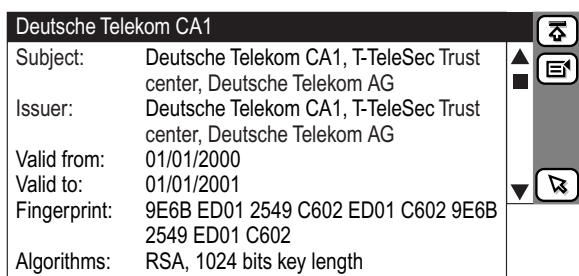 Deutsche Telekom CA1
Subject: Deutsche Telekom CA1, T-TeleSec Trust
center, Deutsche Telekom AG
Issuer: Deutsche Telekom CA1, T-TeleSec Trust
center, Deutsche Telekom AG
Valid from: 01/01/2000
Valid to: 01/01/2001
Fingerprint: 9E6B ED01 2549 C602 ED01 C602 9E6B
2549 ED01 C602
Algorithms: RSA, 1024 bits key length